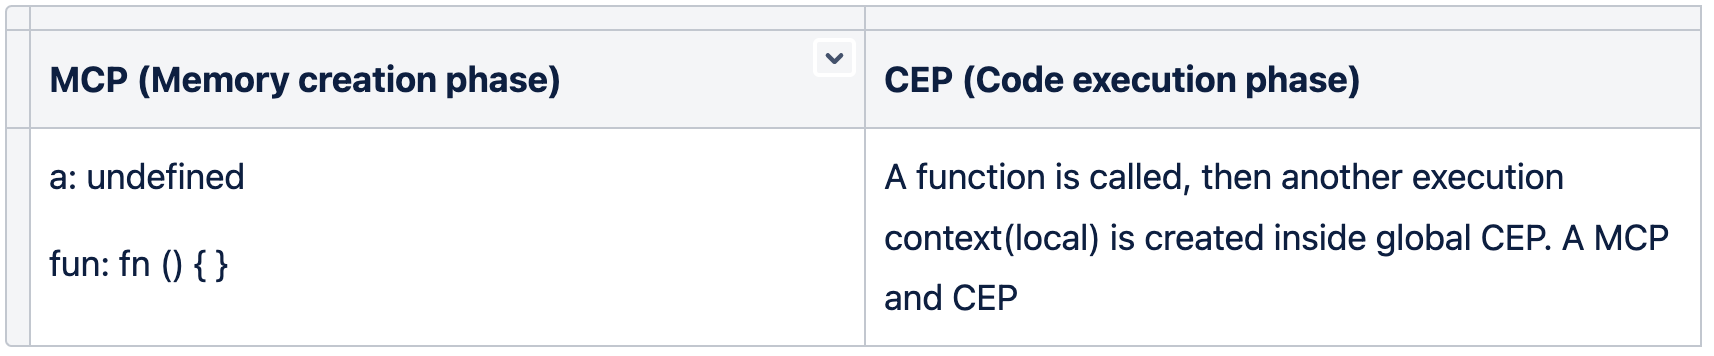 MCP (Memory creation phase)
CEP (Code execution phase)
a: undefined
fun: fn () { }
A function is called, then another execution
context(local) is created inside global CEP. A MCP
and CEP